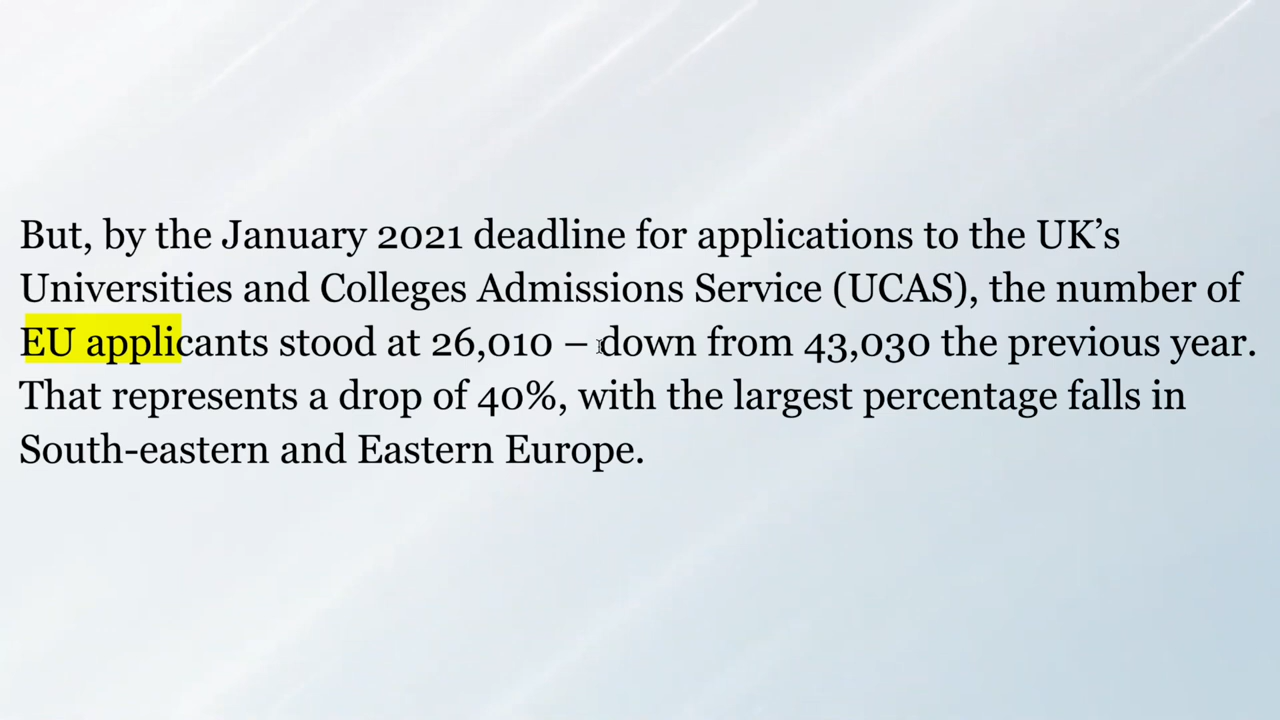 But, by the January 2021 deadline for applications to the UK’s
Universities and Colleges Admissions Service (UCAS), the number of
EU applicants stood at 26,010 – down from 43,030 the previous year.
That represents a drop of 40%, with the largest percentage falls in
South-eastern and Eastern Europe.